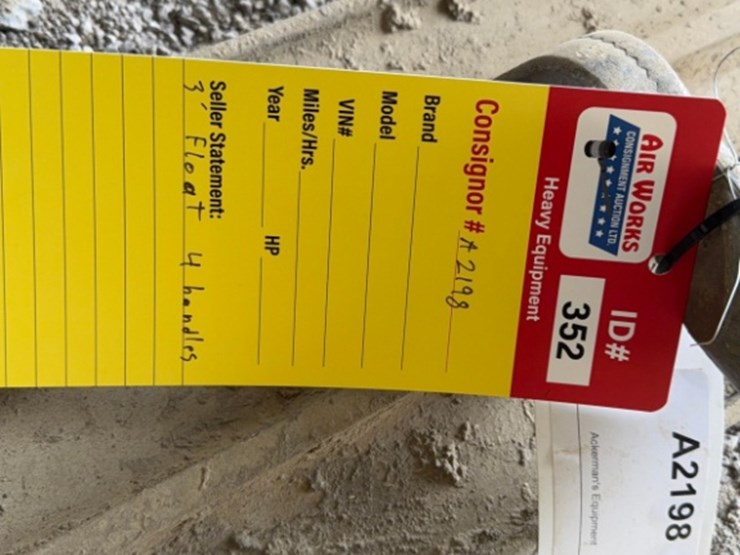 AIR WORKS
CONSIGNMENT AUCTION LTD.
ID#
352
Heavy Equipment
Consignor # A2198
Brand
Model
VIN#
Miles/Hrs.
Year HP
Seller Statement:
3' float 4 handles
A2198
Ackerman's Equipment